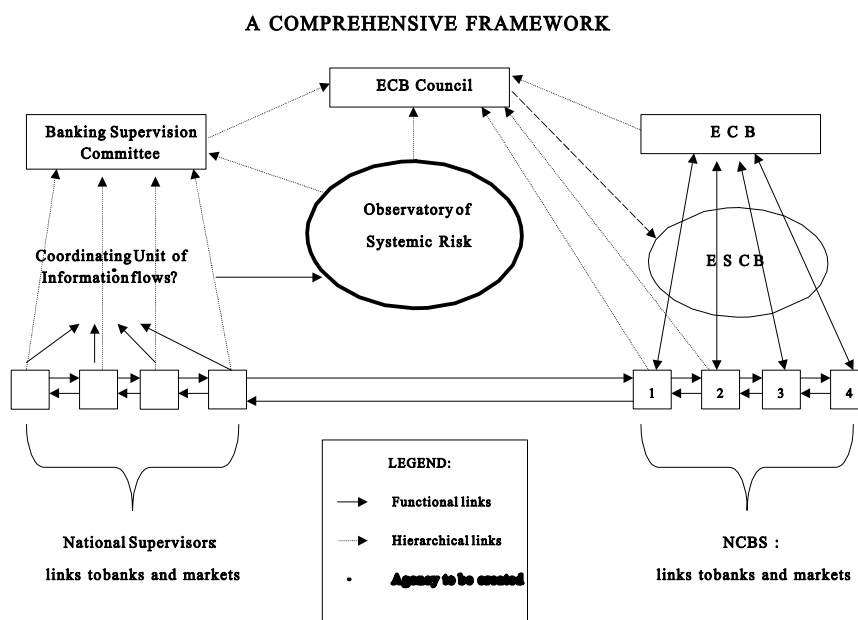 A COMPREHENSIVE FRAMEWORK
ECB Council
Banking Supervision
Committee
E C B
Observatory of
Systemic Risk
Coordinating Unit of
Information flows?
E S C B
1
2
3
4
LEGEND:
Functional links
Hierarchical links
Agency to be created
National Supervisors:
links tobanks and markets
NCBS :
links tobanks and markets